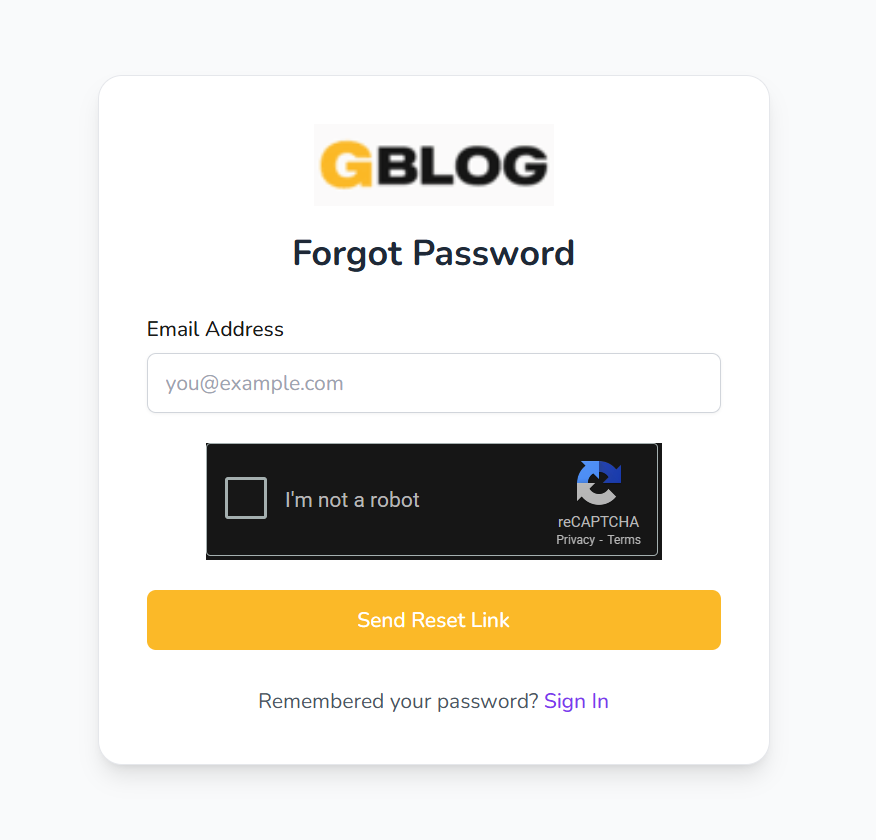 GBLOG
Forgot Password
Email Address
you@example.com
I'm not a robot
reCAPTCHA
Privacy - Terms
Send Reset Link
Remembered your password? Sign In